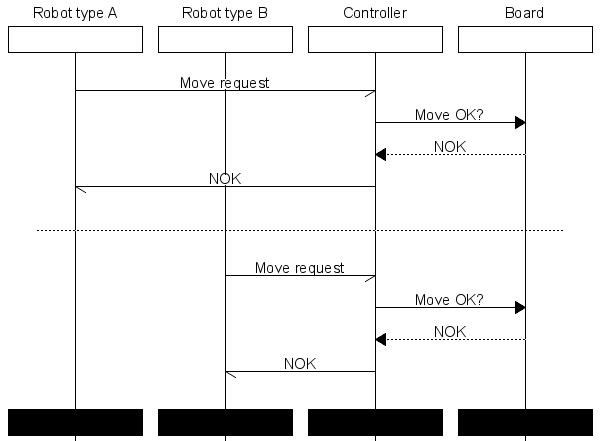 Robot type A
Robot type B
Controller
Board
Move request
Move OK?
NOK
NOK
Move request
Move OK?
NOK
NOK